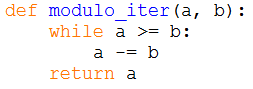 def modulo_iter(a, b):
    while a >= b:
        a -= b
    return a